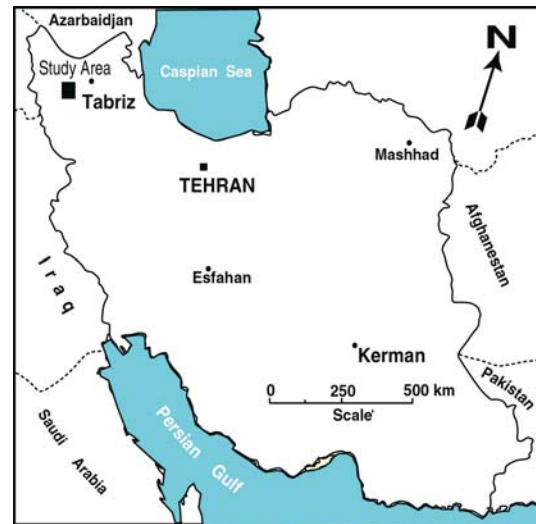 Azarbaidjan
N
Study Area
Caspian Sea
Tabriz
Mashhad
TEHRAN
Afghanestan
Iraq
Esfahan
Kerman
Pakistan
0 250 500 km
Scale
Saudi Arabia
Persian Gulf